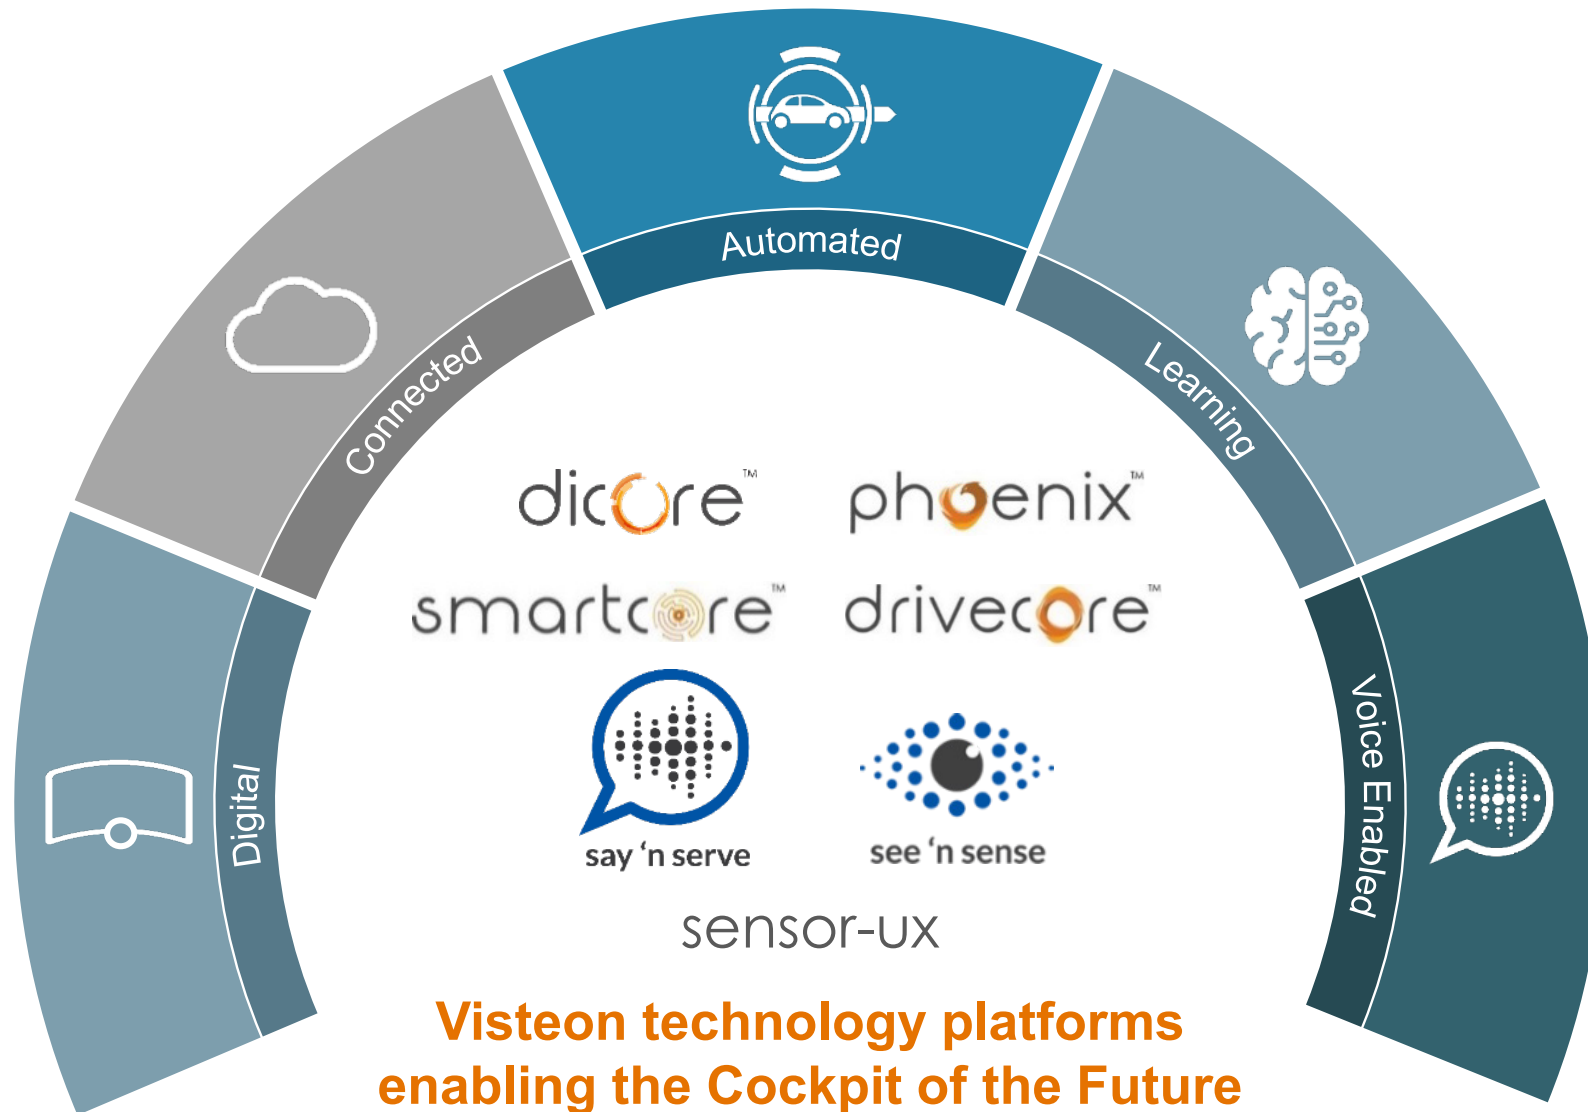 Automated
Connected
Learning
Digital
Voice Enabled
dicore™
phoenix™
smartcore™
drivecore™
say ‘n serve
see ‘n sense
sensor-ux
Visteon technology platforms
enabling the Cockpit of the Future